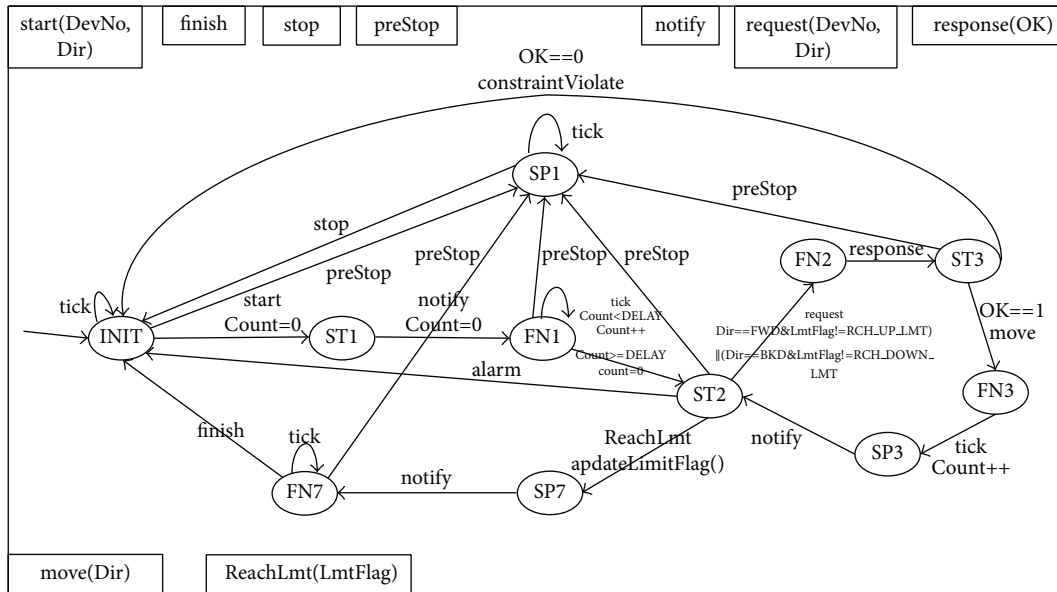 start(DevNo,
Dir)
finish
stop
preStop
notify
request(DevNo,
Dir)
response(OK)
OK==0
constraintViolate
tick
SP1
preStop
stop
preStop
preStop
preStop
preStop
FN2
response
ST3
tick
start
Count=0
notify
Count=0
tick
Count<DELAY
Count++
request
Dir==FWD&LmtFlag!=RCH_UP_LMT)
||(Dir==BKD&LmtFlag!=RCH_DOWN_
LMT
OK==1
move
INIT
ST1
FN1
Count>=DELAY
count=0
alarm
ST2
FN3
finish
tick
ReachLmt
apdateLimitFlag()
notify
SP3
tick
Count++
FN7
notify
SP7
move(Dir)
ReachLmt(LmtFlag)